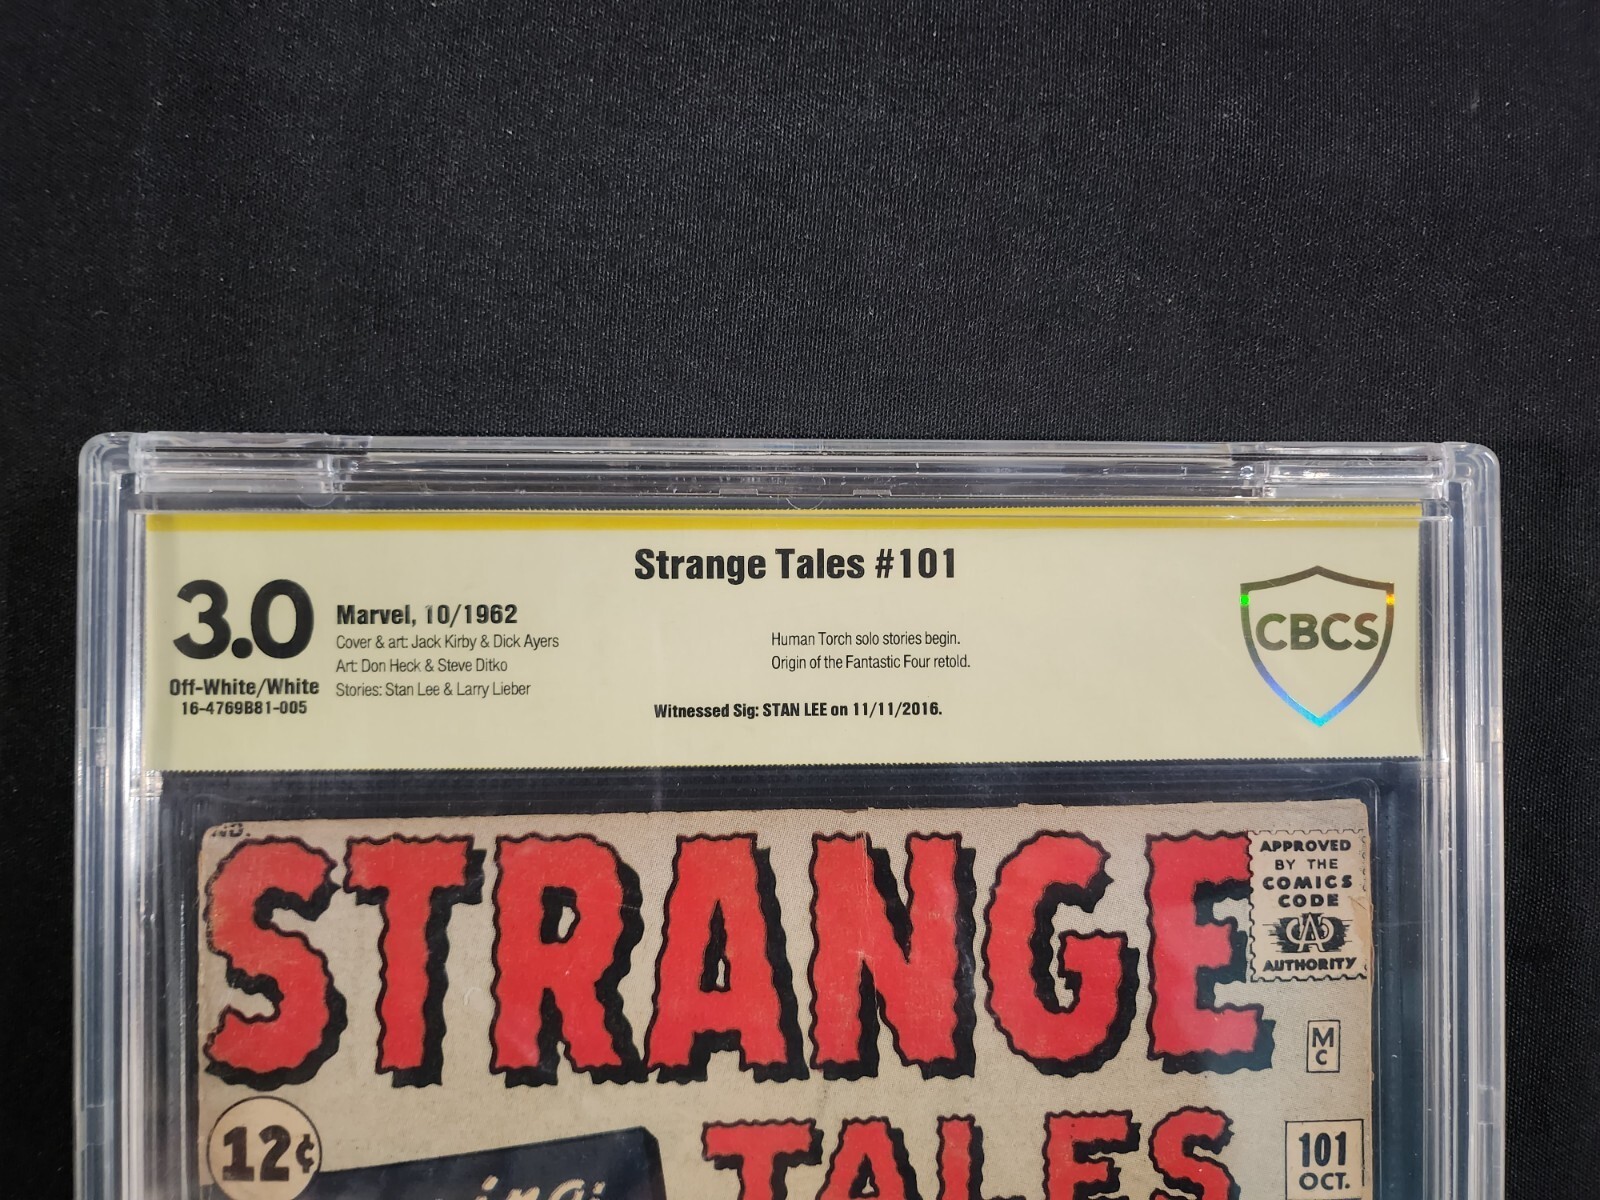 Strange Tales #101
3.0
Off-White/White
16-4769B81-005
Marvel, 10/1962
Cover & art: Jack Kirby & Dick Ayers
Art: Don Heck & Steve Ditko
Stories: Stan Lee & Larry Lieber
Human Torch solo stories begin.
Origin of the Fantastic Four retold.
Witnessed Sig: STAN LEE on 11/11/2016.
CBCS
STRANGE
TALES
APPROVED
BY THE
COMICS
CODE
AUTHORITY
MC
12¢
101
OCT.